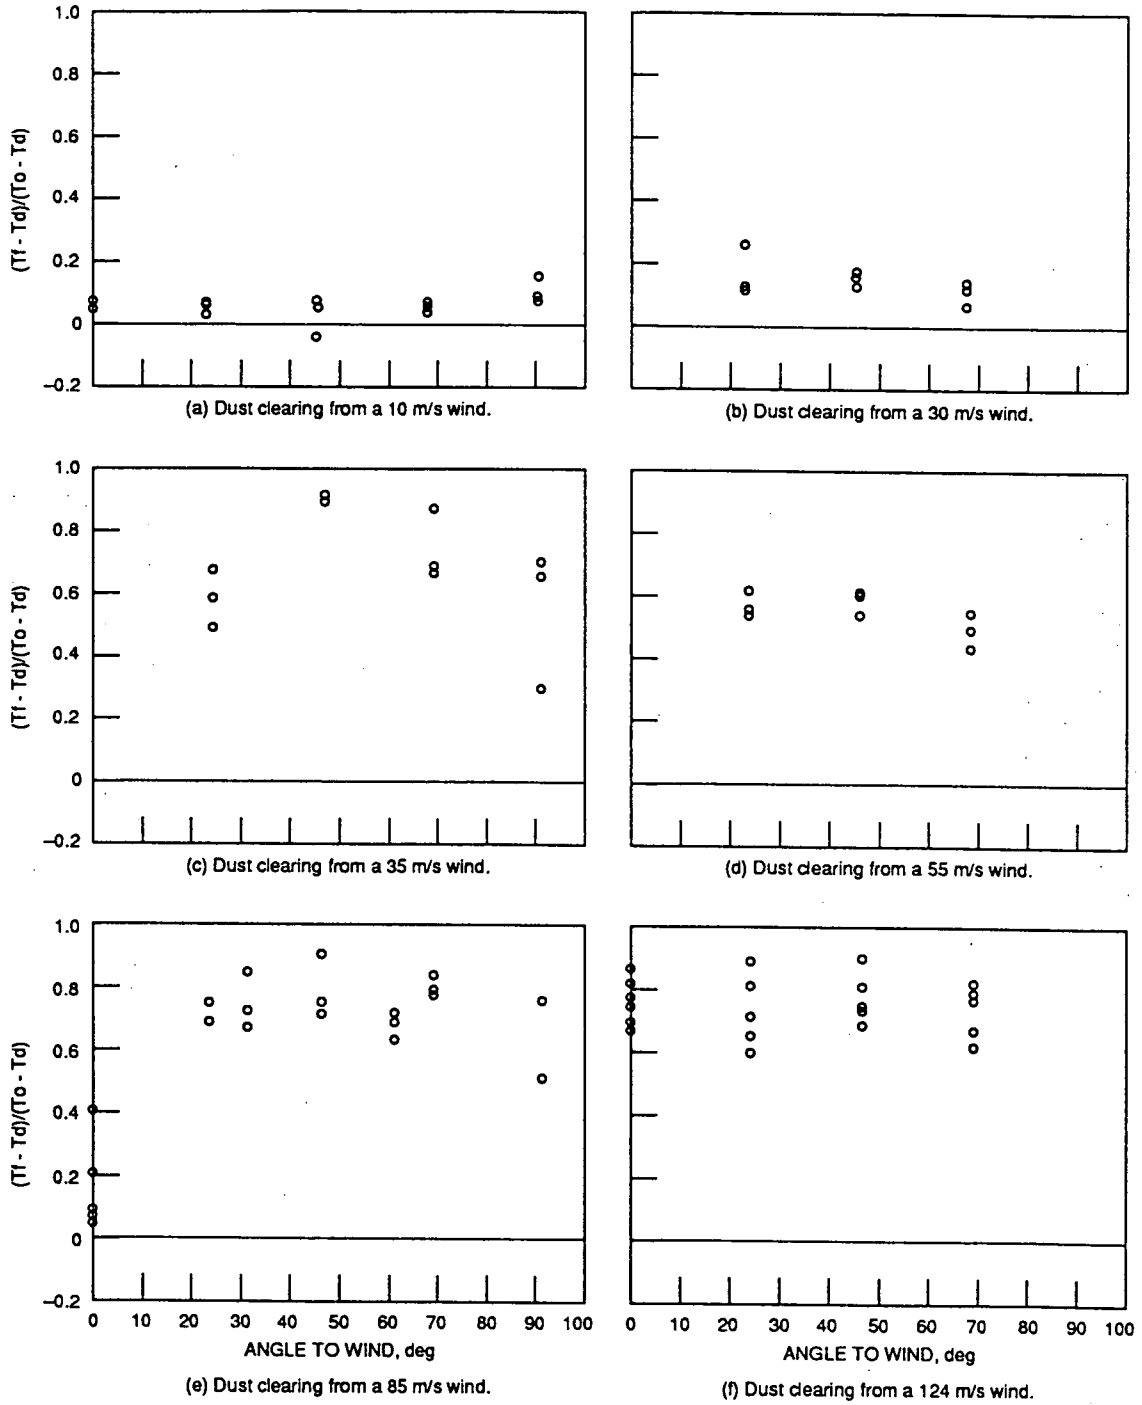 1.0
0.8
0.6
0.4
0.2
0
–0.2
(Tf - Td)/(To - Td)
(a) Dust clearing from a 10 m/s wind.
(b) Dust clearing from a 30 m/s wind.
1.0
0.8
0.6
0.4
0.2
0
–0.2
(Tf - Td)/(To - Td)
(c) Dust clearing from a 35 m/s wind.
(d) Dust clearing from a 55 m/s wind.
1.0
0.8
0.6
0.4
0.2
0
–0.2
(Tf - Td)/(To - Td)
0 10 20 30 40 50 60 70 80 90 100
ANGLE TO WIND, deg
(e) Dust clearing from a 85 m/s wind.
0 10 20 30 40 50 60 70 80 90 100
ANGLE TO WIND, deg
(f) Dust clearing from a 124 m/s wind.